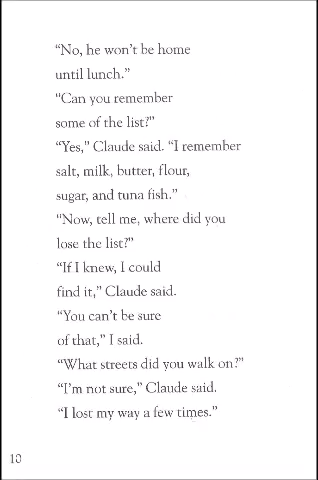 “No, he won’t be home
until lunch.”
“Can you remember
some of the list?”
“Yes,” Claude said. “I remember
salt, milk, butter, flour,
sugar, and tuna fish.”
“Now, tell me, where did you
lose the list?”
“If I knew, I could
find it,” Claude said.
“You can’t be sure
of that,” I said.
“What streets did you walk on?”
“I’m not sure,” Claude said.
“I lost my way a few times.”
10